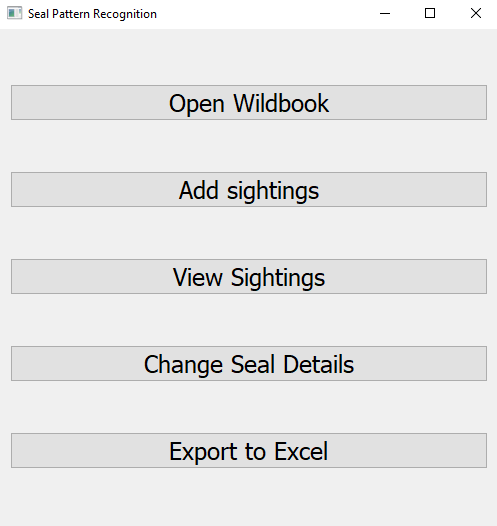 Seal Pattern Recognition
Open Wildbook
Add sightings
View Sightings
Change Seal Details
Export to Excel